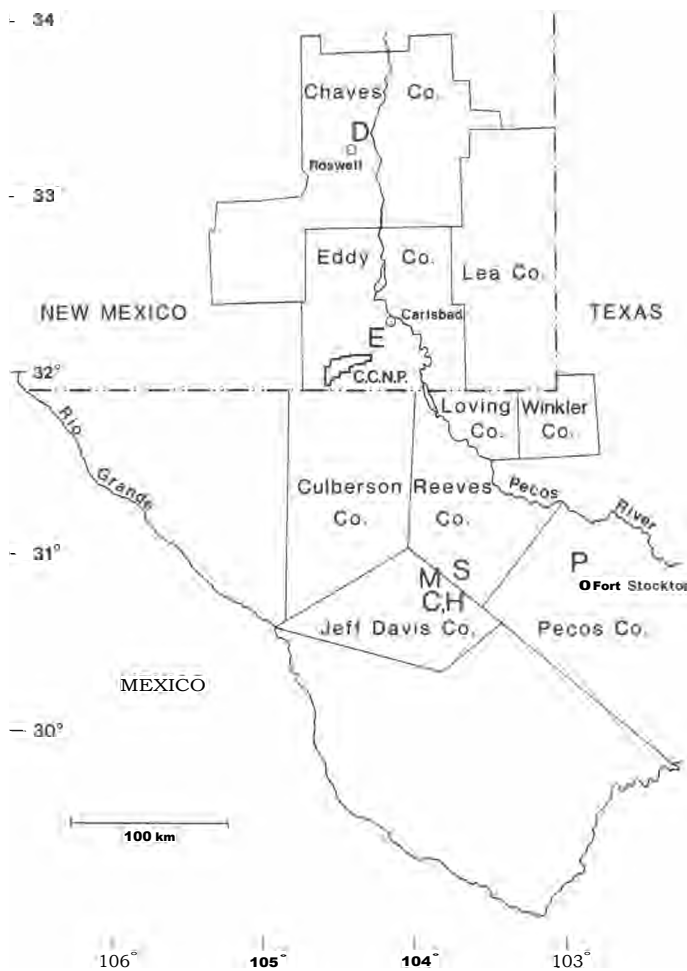 34°
Chaves Co.
D
Roswell
33°
Eddy Co.
Lea Co.
NEW MEXICO
Carlsbad
TEXAS
E
32°
C.C.N.P.
Loving Co.
Winkler Co.
Rio Grande
Culberson Co.
Reeves Co.
Pecos River
31°
M S
C,H
P
Fort Stockton
Jeff Davis Co.
Pecos Co.
MEXICO
30°
100 km
106° 105° 104° 103°